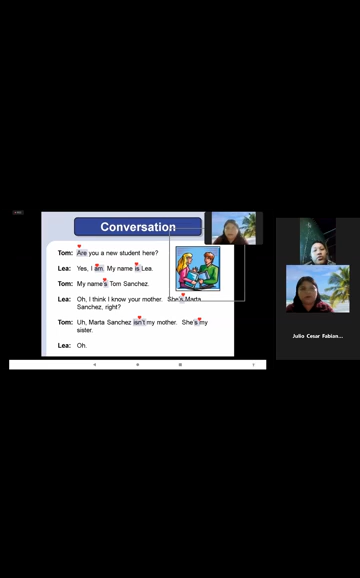 Conversation
Tom: Are you a new student here?
Lea: Yes, I am. My name is Lea.
Tom: My name's Tom Sanchez.
Lea: Oh, I think I know your mother. She's Marta
Sanchez, right?
Tom: Uh, Marta Sanchez isn't my mother. She's my
sister.
Lea: Oh.
Julio Cesar Fabian...